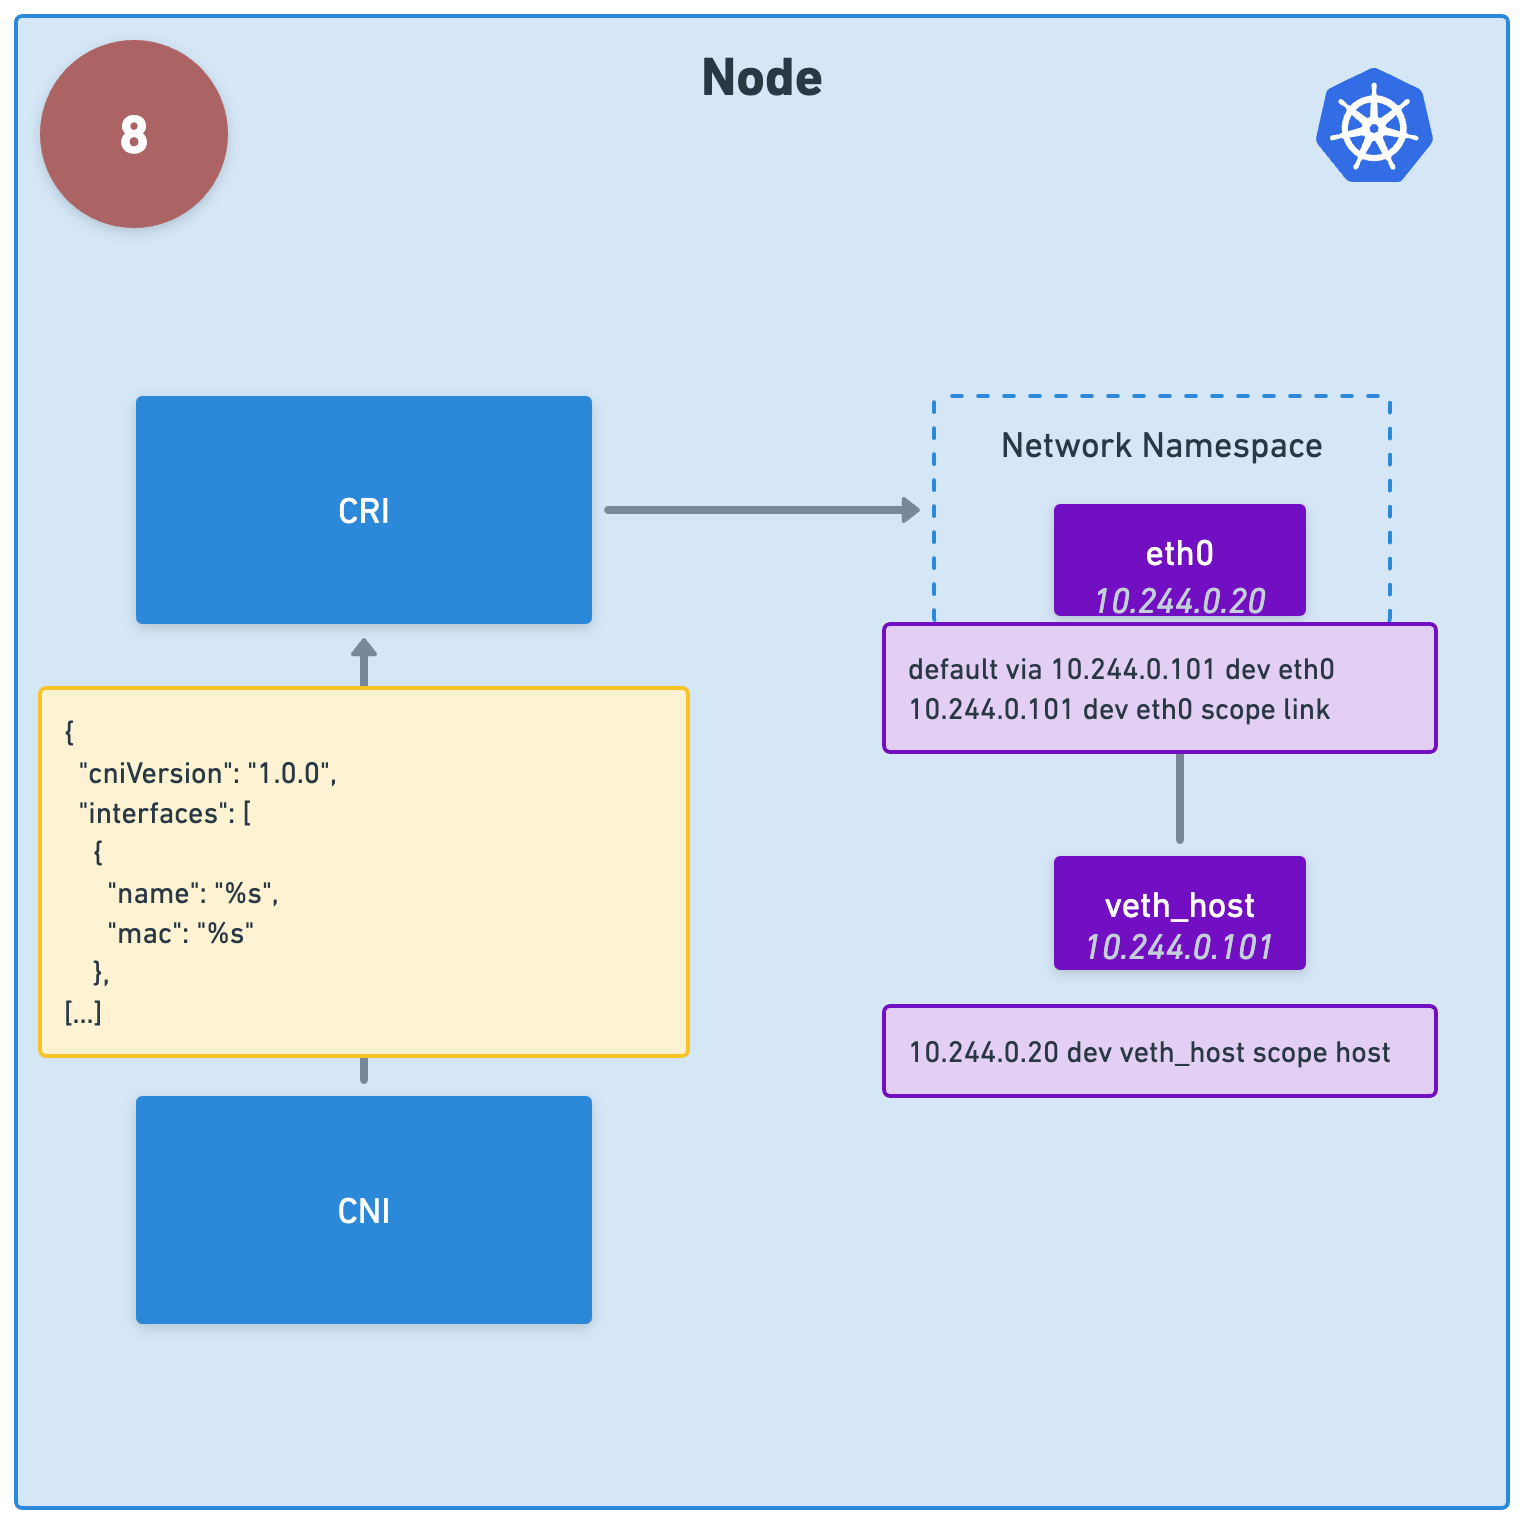 Node
8
CRI
Network Namespace
eth0
10.244.0.20
default via 10.244.0.101 dev eth0
10.244.0.101 dev eth0 scope link
{
"cniVersion": "1.0.0",
"interfaces": [
{
"name": "%s",
"mac": "%s"
},
[...]
veth_host
10.244.0.101
10.244.0.20 dev veth_host scope host
CNI